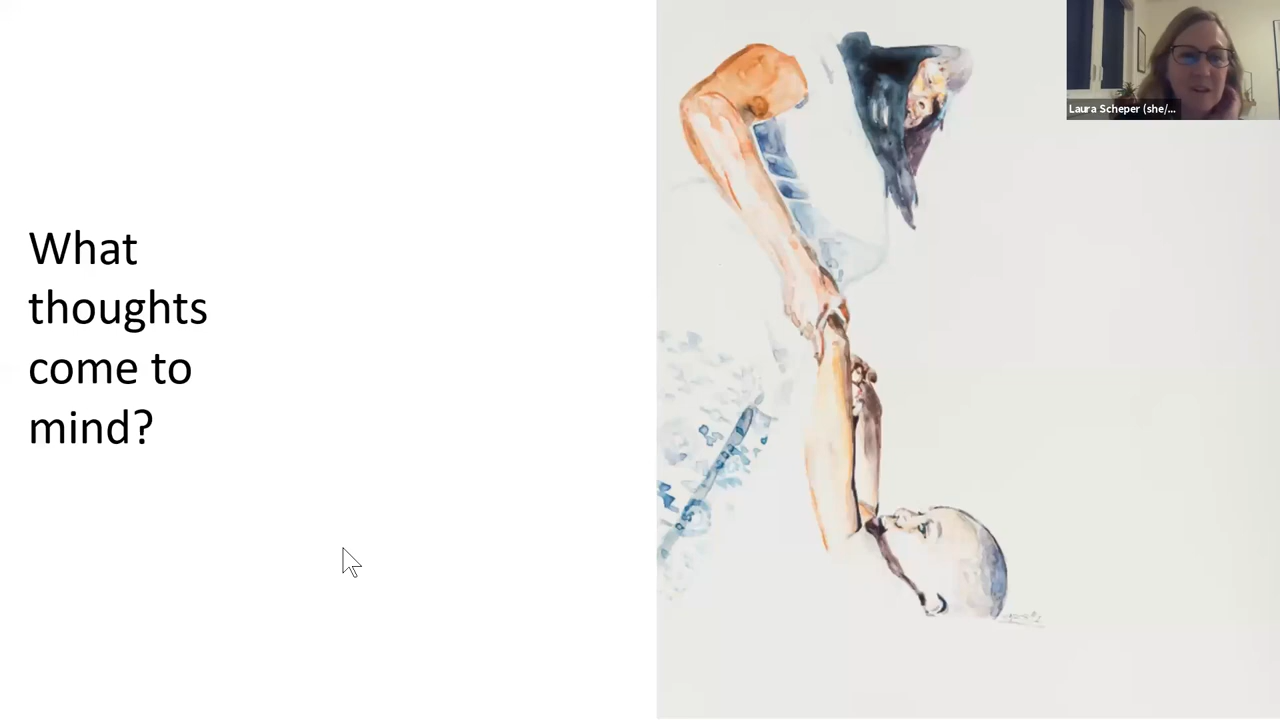 What
thoughts
come to
mind?
Laura Scheper (she/...